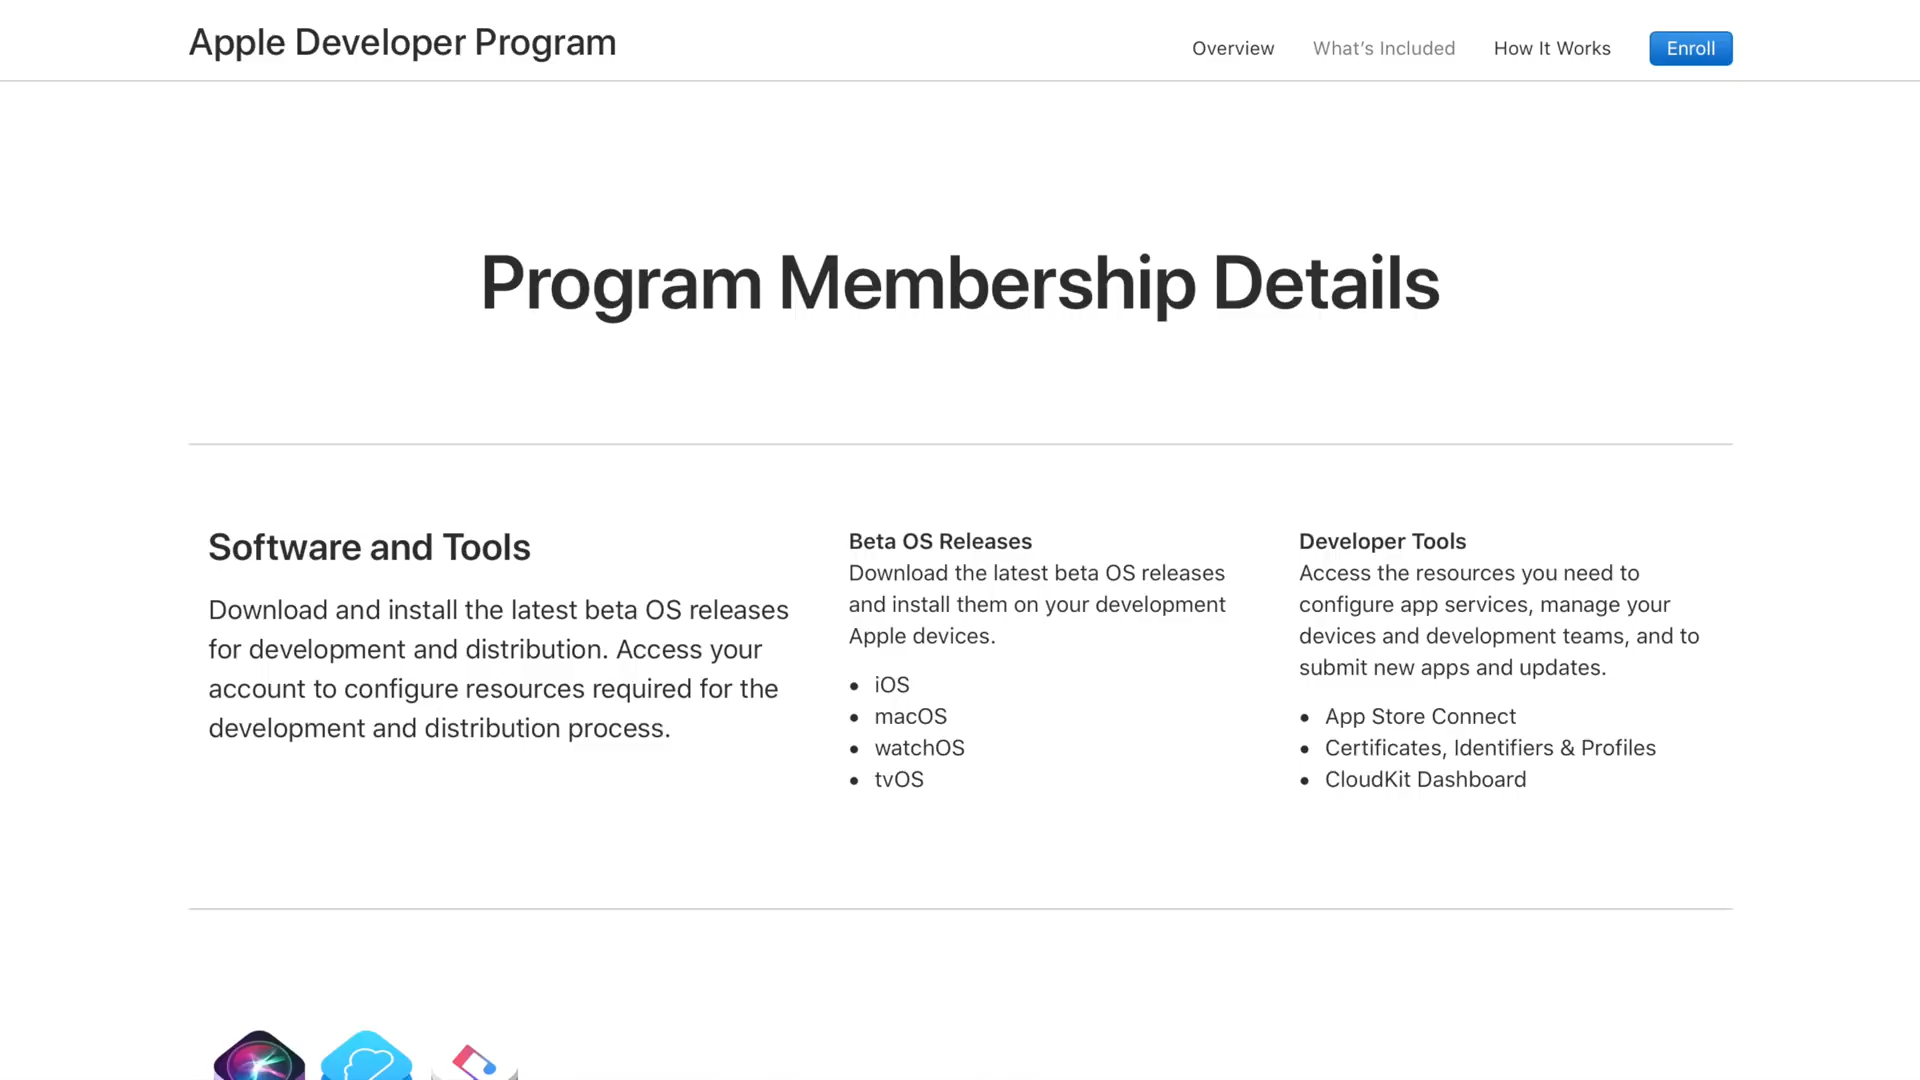 Apple Developer Program
Overview
What’s Included
How It Works
Enroll
Program Membership Details
Software and Tools
Download and install the latest beta OS releases
for development and distribution. Access your
account to configure resources required for the
development and distribution process.
Beta OS Releases
Download the latest beta OS releases
and install them on your development
Apple devices.
• iOS
• macOS
• watchOS
• tvOS
Developer Tools
Access the resources you need to
configure app services, manage your
devices and development teams, and to
submit new apps and updates.
• App Store Connect
• Certificates, Identifiers & Profiles
• CloudKit Dashboard